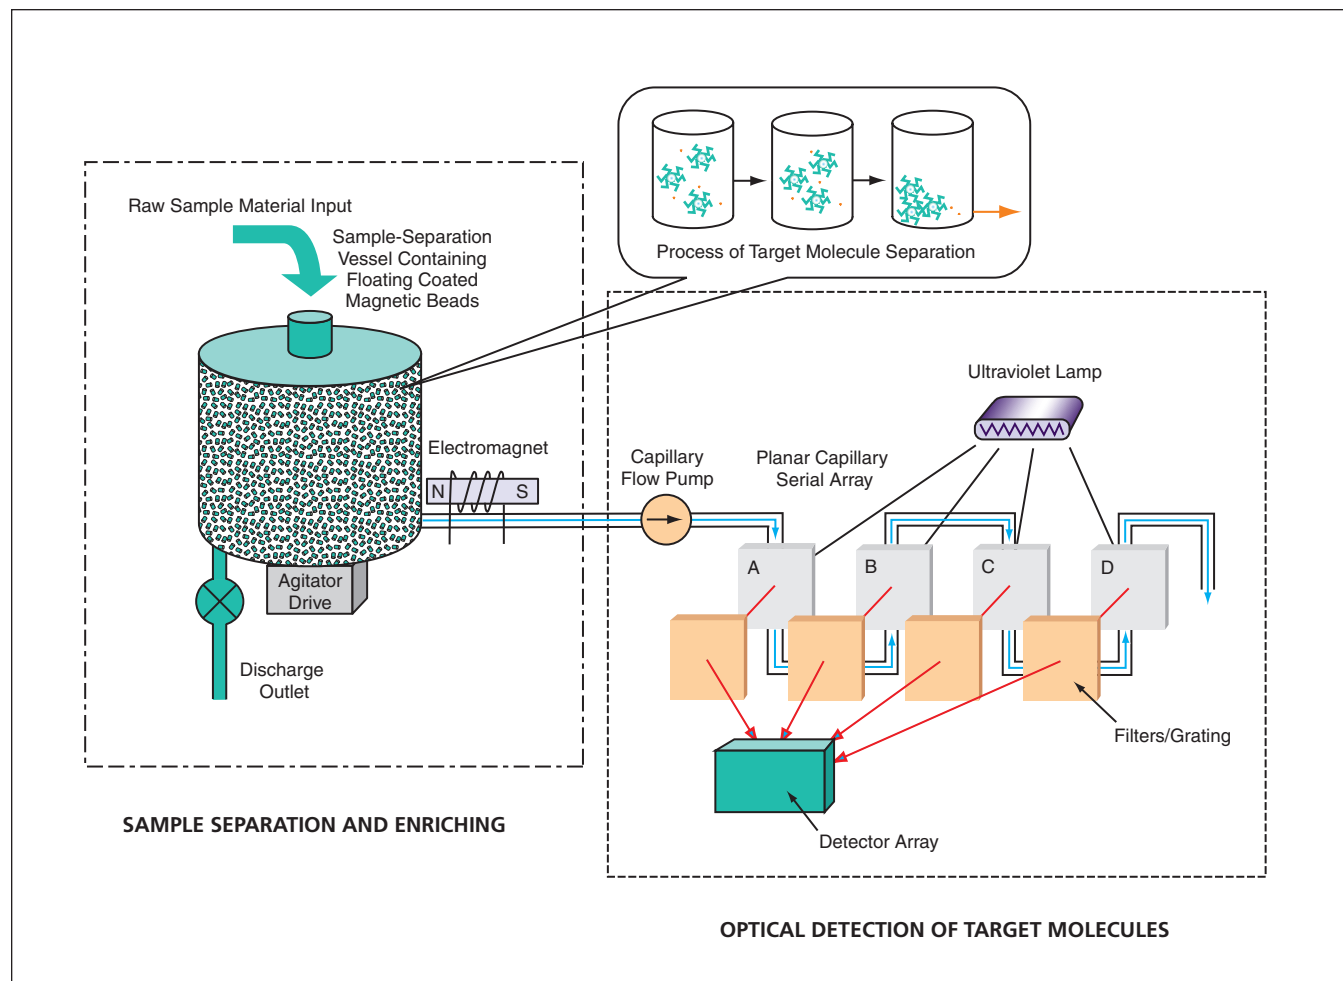 Raw Sample Material Input
Sample-Separation
Vessel Containing
Floating Coated
Magnetic Beads
Process of Target Molecule Separation
Electromagnet
N S
Agitator
Drive
Discharge
Outlet
SAMPLE SEPARATION AND ENRICHING
Ultraviolet Lamp
Capillary
Flow Pump
Planar Capillary
Serial Array
A B C D
Filters/Grating
Detector Array
OPTICAL DETECTION OF TARGET MOLECULES